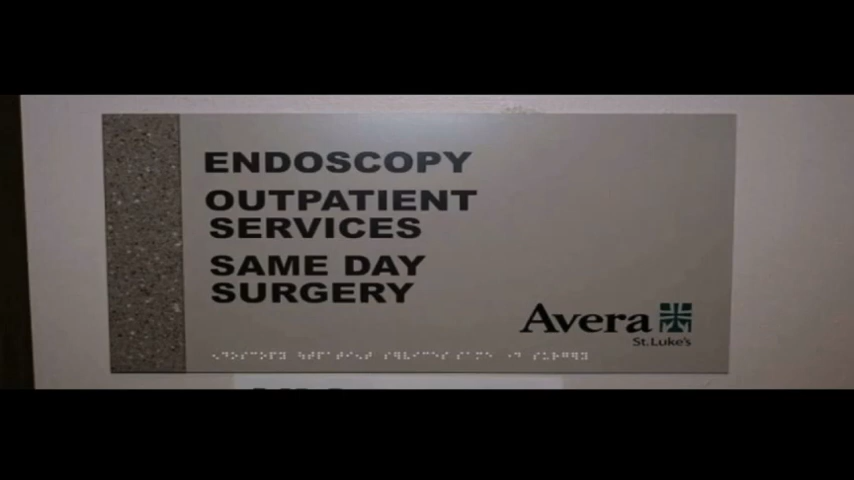 ENDOSCOPY
OUTPATIENT
SERVICES
SAME DAY
SURGERY
Avera
St. Luke's